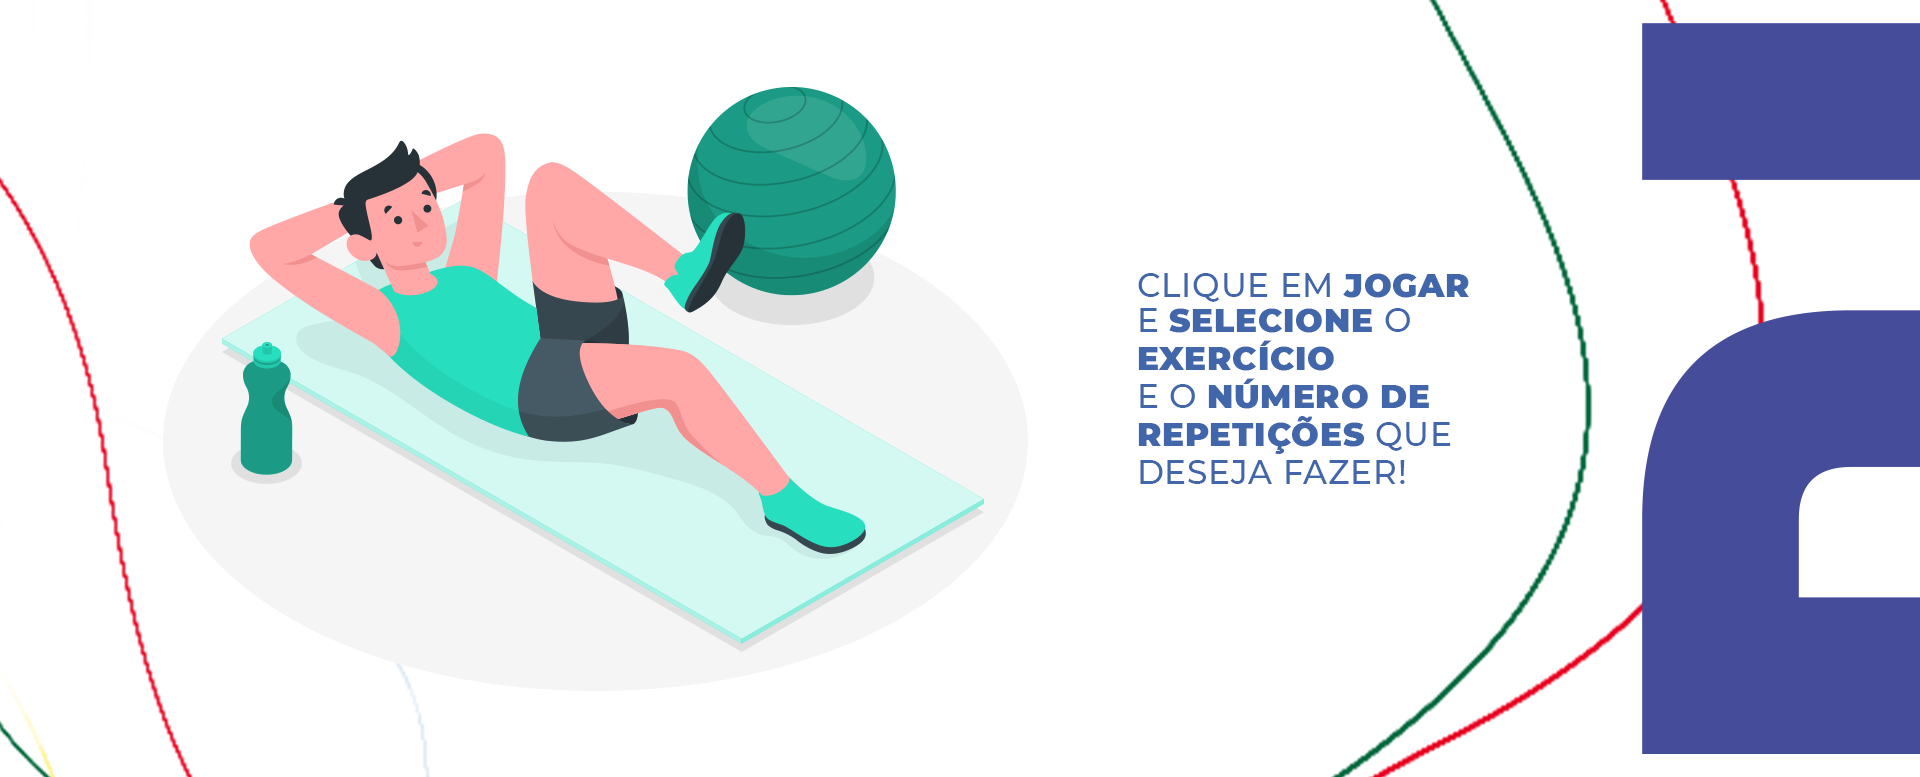 CLIQUE EM JOGAR
E SELECIONE O
EXERCÍCIO
E O NÚMERO DE
REPETIÇÕES QUE
DESEJA FAZER!